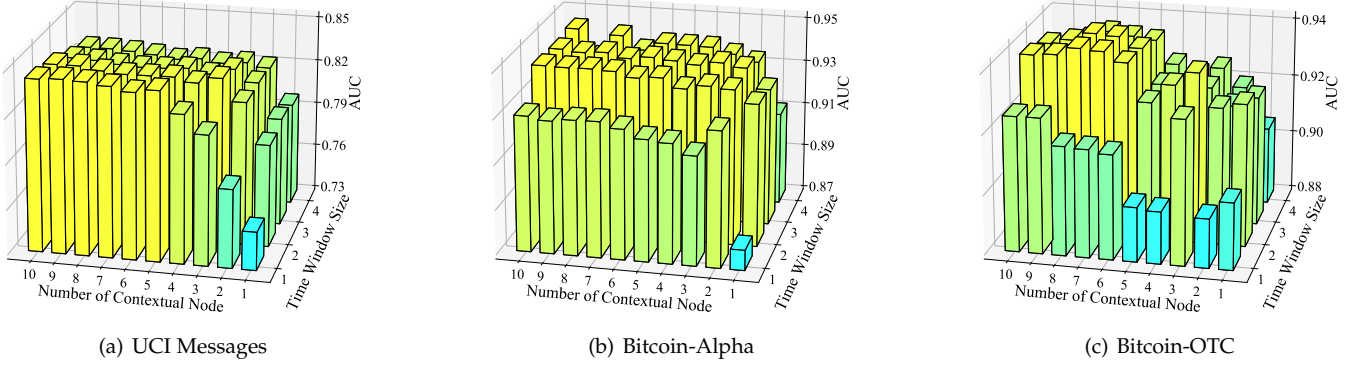 0.85
0.82
0.79
0.76
0.73
AUC
4
3
2
1
Time Window Size
10 9 8 7 6 5 4 3 2 1
Number of Contextual Node
(a) UCI Messages
0.95
0.93
0.91
0.89
0.87
AUC
4
3
2
1
Time Window Size
10 9 8 7 6 5 4 3 2 1
Number of Contextual Node
(b) Bitcoin-Alpha
0.94
0.92
0.90
0.88
AUC
4
3
2
1
Time Window Size
10 9 8 7 6 5 4 3 2 1
Number of Contextual Node
(c) Bitcoin-OTC